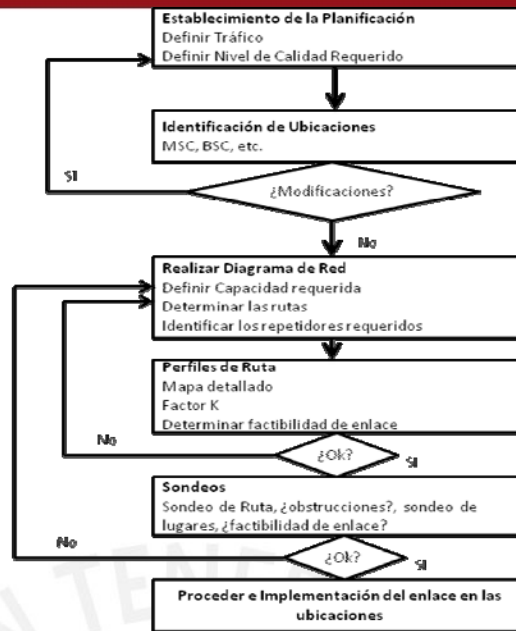 Establecimiento de la Planificación
Definir Tráfico
Definir Nivel de Calidad Requerido
Identificación de Ubicaciones
MSC, BSC, etc.
SI
¿Modificaciones?
No
Realizar Diagrama de Red
Definir Capacidad requerida
Determinar las rutas
Identificar los repetidores requeridos
Perfiles de Ruta
Mapa detallado
Factor K
Determinar factibilidad de enlace
No
¿Ok?
SI
Sondeos
Sondeo de Ruta, ¿obstrucciones?, sondeo de
lugares, ¿factibilidad de enlace?
No
¿Ok?
SI
Proceder e Implementación del enlace en las
ubicaciones